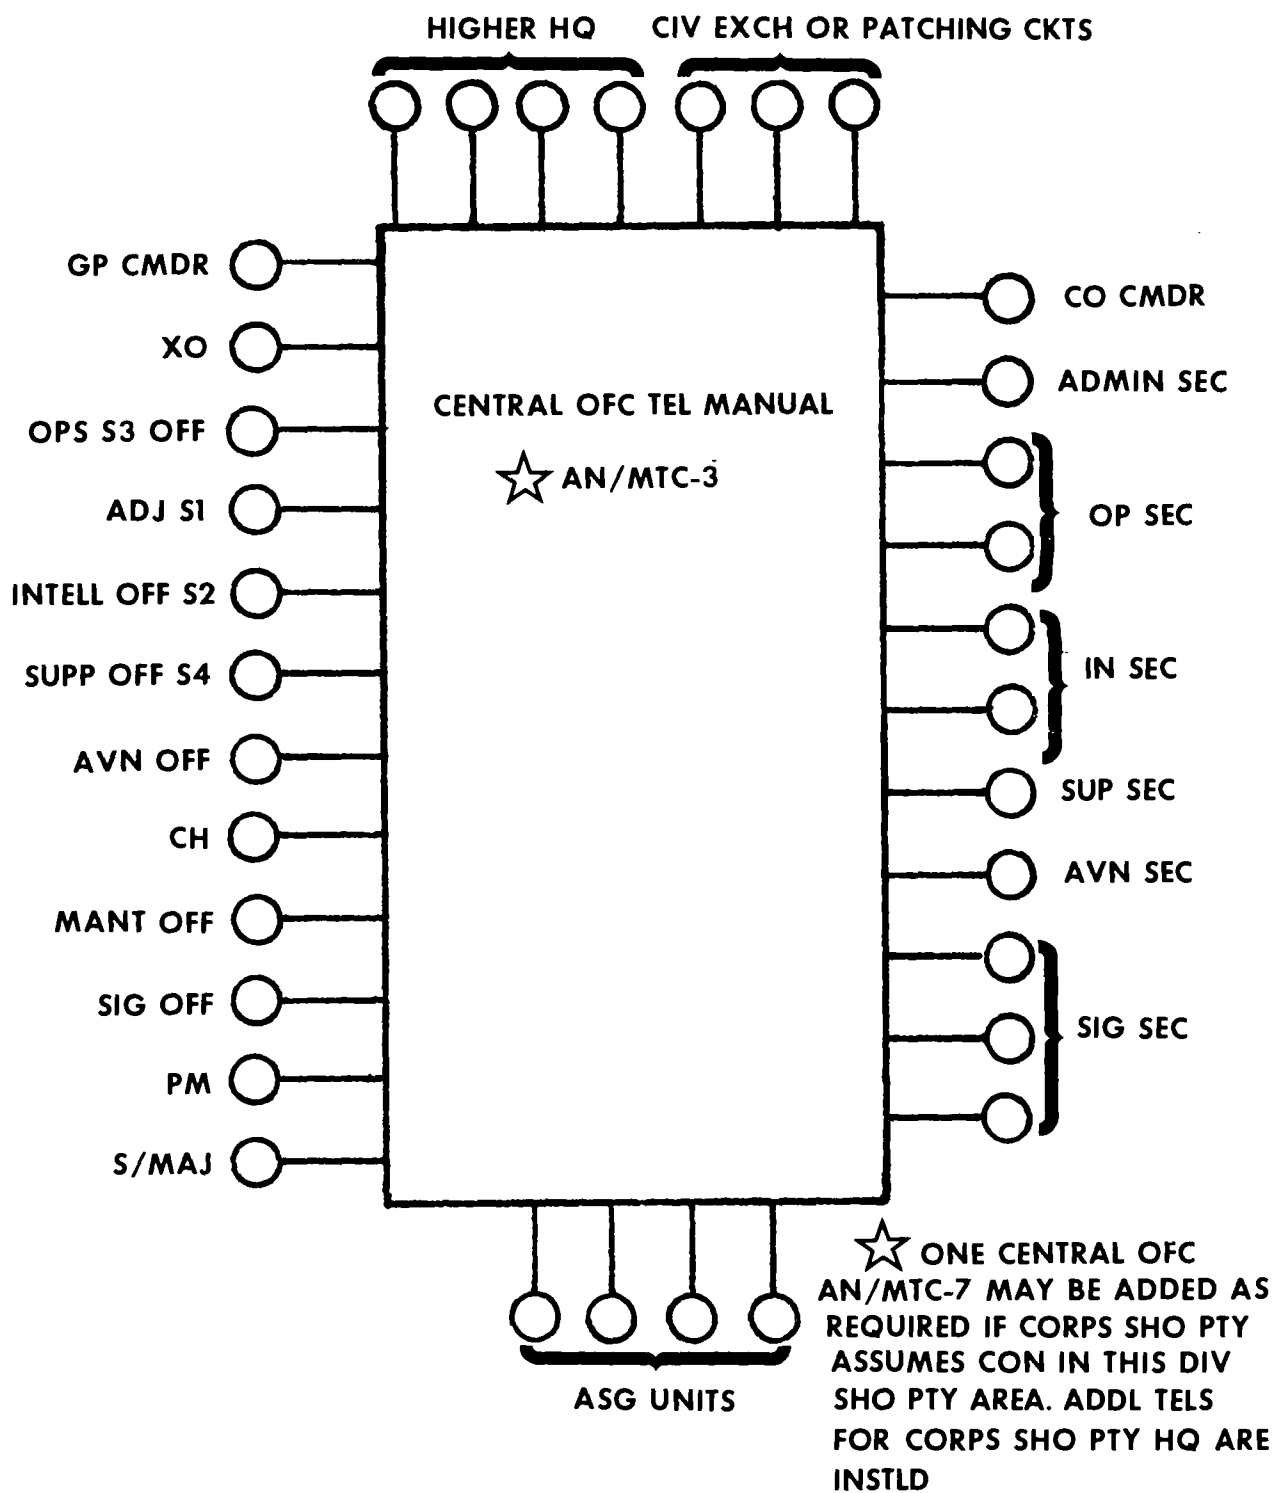 HIGHER HQ
CIV EXCH OR PATCHING CKTS
GP CMDR
XO
OPS S3 OFF
ADJ S1
INTELL OFF S2
SUPP OFF S4
AVN OFF
CH
MANT OFF
SIG OFF
PM
S/MAJ
CENTRAL OFC TEL MANUAL
☆ AN/MTC-3
CO CMDR
ADMIN SEC
OP SEC
IN SEC
SUP SEC
AVN SEC
SIG SEC
ASG UNITS
☆ ONE CENTRAL OFC
AN/MTC-7 MAY BE ADDED AS
REQUIRED IF CORPS SHO PTY
ASSUMES CON IN THIS DIV
SHO PTY AREA. ADDL TELS
FOR CORPS SHO PTY HQ ARE
INSTLD